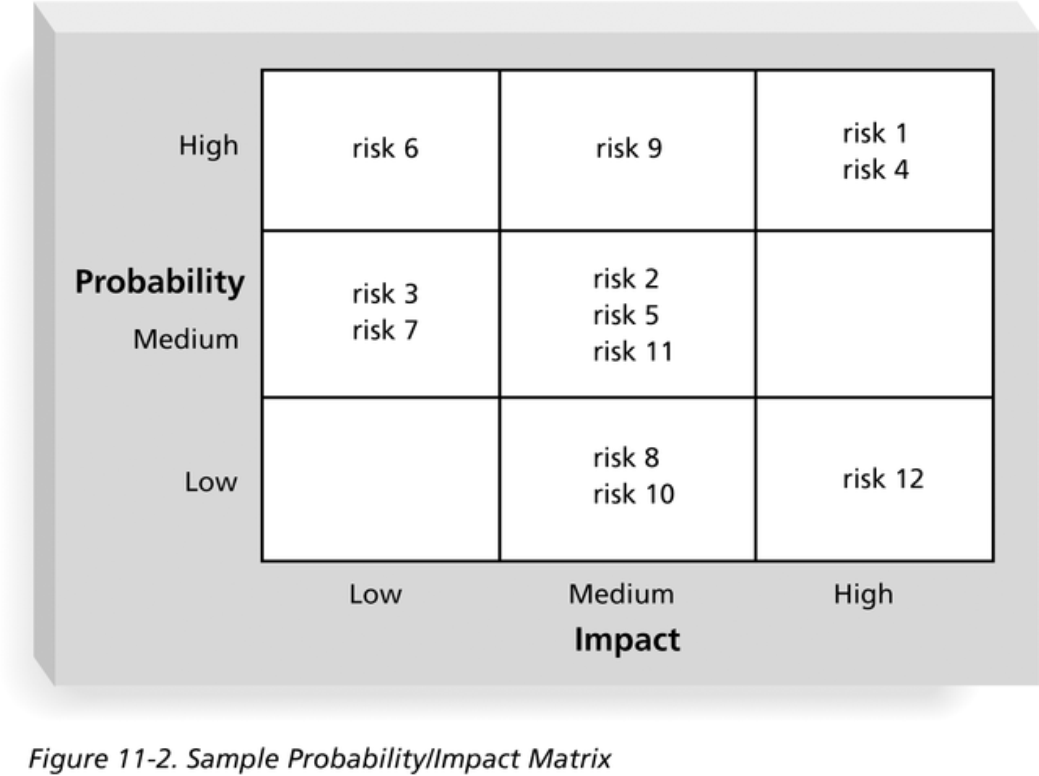 High
risk 6
risk 9
risk 1
risk 4
Probability
Medium
risk 3
risk 7
risk 2
risk 5
risk 11
Low
risk 8
risk 10
risk 12
Low
Medium
High
Impact
Figure 11-2. Sample Probability/Impact Matrix